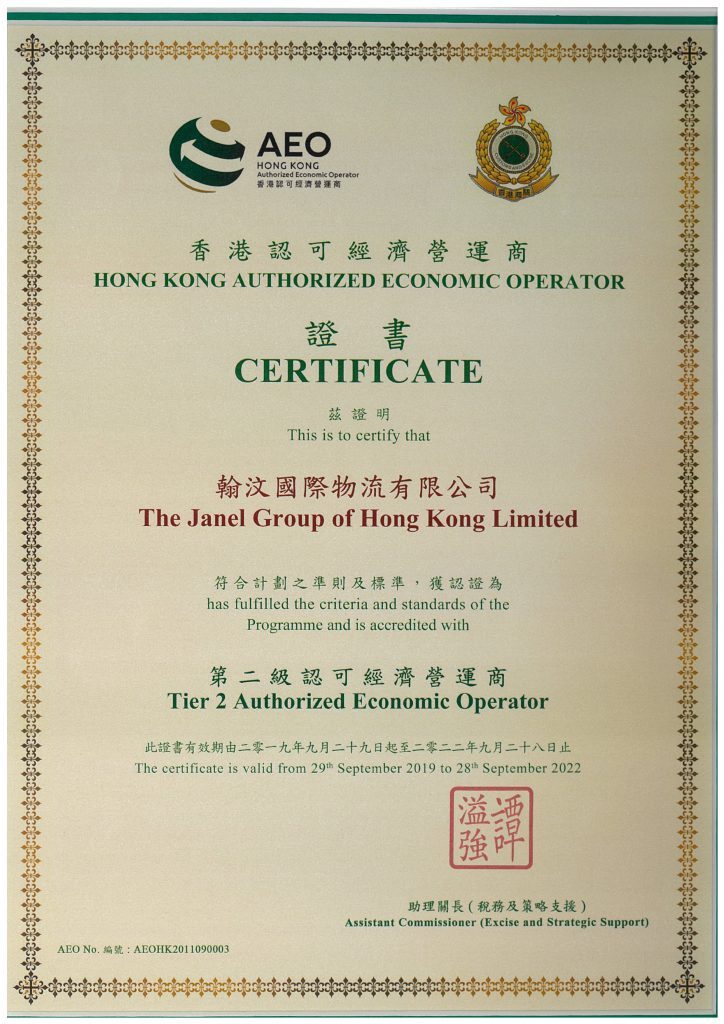 AEO
HONG KONG
Authorized Economic Operator
香港認可經濟營運商
HONG KONG
香港海關
香港認可經濟營運商
HONG KONG AUTHORIZED ECONOMIC OPERATOR
證書
CERTIFICATE
茲證明
This is to certify that
翰汶國際物流有限公司
The Janel Group of Hong Kong Limited
符合計劃之準則及標準，獲認證為
has fulfilled the criteria and standards of the
Programme and is accredited with
第二級認可經濟營運商
Tier 2 Authorized Economic Operator
此證書有效期由二零一九年九月二十九日起至二零二二年九月二十八日止
The certificate is valid from 29th September 2019 to 28th September 2022
譚溢強
助理關長（稅務及策略支援）
Assistant Commissioner (Excise and Strategic Support)
AEO No. 編號：AEOHK2011090003